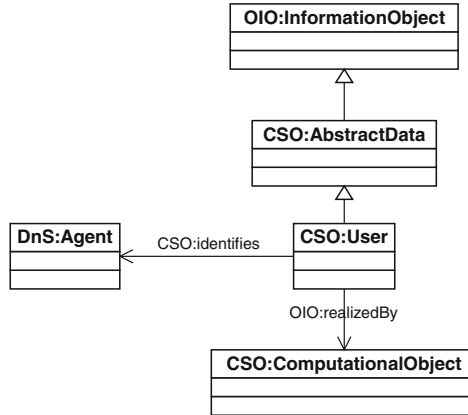 OIO:InformationObject
CSO:AbstractData
DnS:Agent
CSO:identifies
CSO:User
OIO:realizedBy
CSO:ComputationalObject